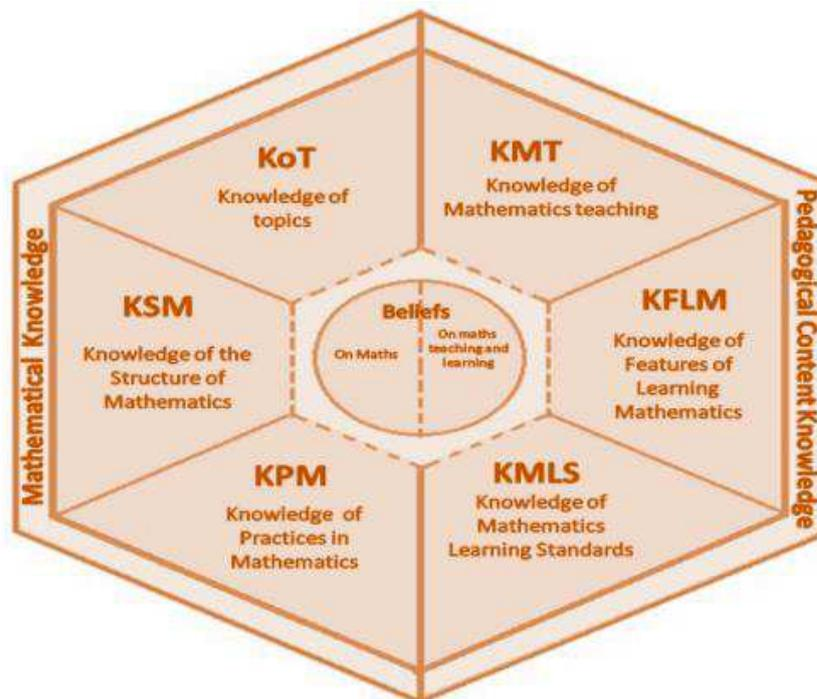 KoT
Knowledge of
topics
KMT
Knowledge of
Mathematics teaching
Mathematical Knowledge
KSM
Knowledge of the
Structure of
Mathematics
Beliefs
On Maths
On maths
teaching and
learning
KFLM
Knowledge of
Features of
Learning
Mathematics
Pedagogical Content Knowledge
KPM
Knowledge of
Practices in
Mathematics
KMLS
Knowledge of
Mathematics
Learning Standards